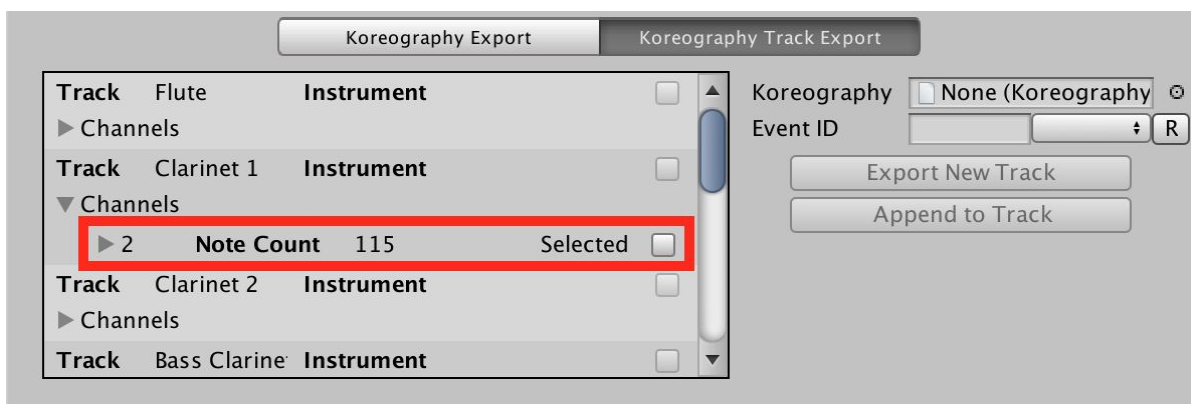 Koreography Export Koreography Track Export
Track Flute Instrument
Channels
Track Clarinet 1 Instrument
Channels
2 Note Count 115 Selected
Track Clarinet 2 Instrument
Channels
Track Bass Clarine Instrument
Koreography None (Koreography
Event ID R
Export New Track
Append to Track